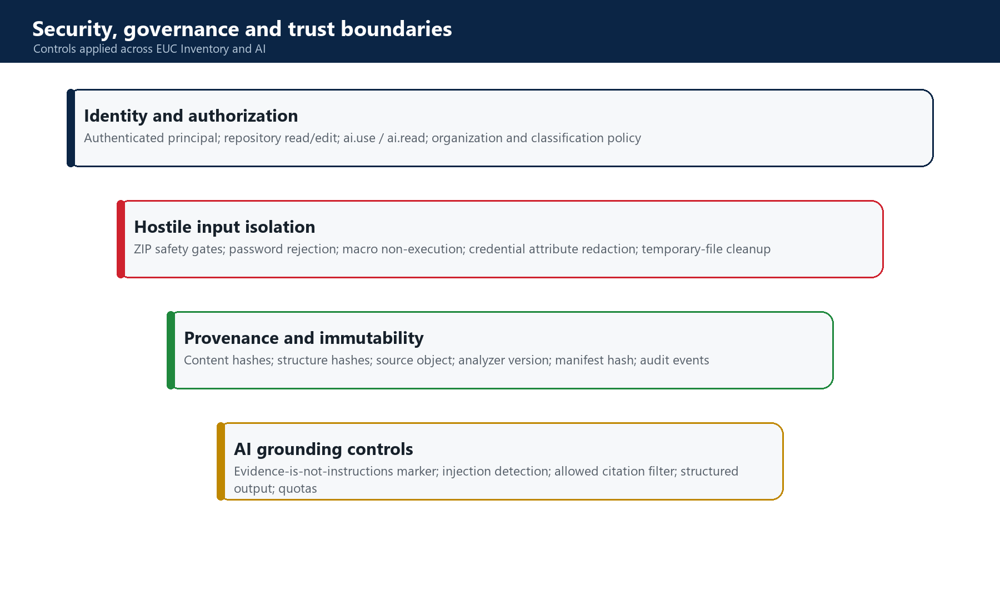 Security, governance and trust boundaries
Controls applied across EUC Inventory and AI
Identity and authorization
Authenticated principal; repository read/edit; ai.use / ai.read; organization and classification policy
Hostile input isolation
ZIP safety gates; password rejection; macro non-execution; credential attribute redaction; temporary-file cleanup
Provenance and immutability
Content hashes; structure hashes; source object; analyzer version; manifest hash; audit events
AI grounding controls
Evidence-is-not-instructions marker; injection detection; allowed citation filter; structured
output; quotas